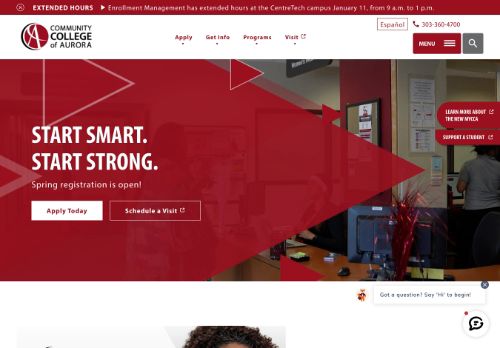 EXTENDED HOURS Enrollment Management has extended hours at the CentreTech campus January 11, from 9 a.m. to 1 p.m.
Español 303-360-4700
COMMUNITY
COLLEGE
of AURORA
Apply Get Info Programs Visit
MENU
LEARN MORE ABOUT
THE NEW MYCCA
SUPPORT A STUDENT
START SMART.
START STRONG.
Spring registration is open!
Apply Today Schedule a Visit
Got a question? Say 'Hi' to begin!